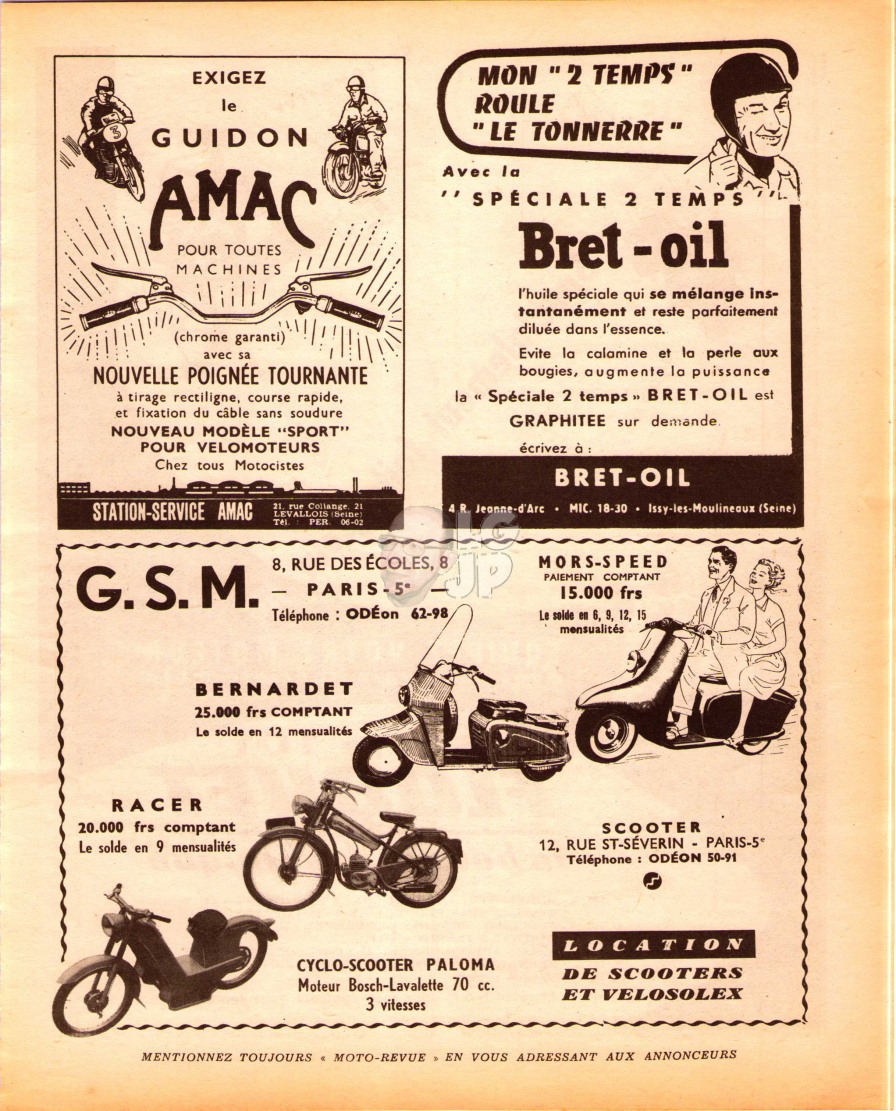 EXIGEZ
le
GUIDON
AMAC
POUR TOUTES
MACHINES
(chrome garanti)
avec sa
NOUVELLE POIGNÉE TOURNANTE
à tirage rectiligne, course rapide,
et fixation du câble sans soudure
NOUVEAU MODÈLE "SPORT"
POUR VELOMOTEURS
Chez tous Motocistes
STATION-SERVICE AMAC
21, rue Collange, 21
LEVALLOIS (Seine)
Tél. : PER. 06-02
3
MON "2 TEMPS"
ROULE
"LE TONNERRE"
Avec la
'' SPÉCIALE 2 TEMPS ''
Bret-oil
l'huile spéciale qui se mélange ins-
tantanément et reste parfaitement
diluée dans l'essence.
Evite la calamine et la perle aux
bougies, augmente la puissance
la « Spéciale 2 temps » BRET-OIL est
GRAPHITEE sur demande.
écrivez à :
BRET-OIL
4 R. Jeanne-d'Arc • MIC. 18-30 • Issy-les-Moulineaux (Seine)
LG
JP
G.S.M.
8, RUE DES ÉCOLES, 8
— PARIS-5e —
Téléphone : ODÉon 62-98
MORS-SPEED
PAIEMENT COMPTANT
15.000 frs
Le solde en 6, 9, 12, 15
mensualités
BERNARDET
25.000 frs COMPTANT
Le solde en 12 mensualités
RACER
20.000 frs comptant
Le solde en 9 mensualités
SCOOTER
12, RUE ST-SÉVERIN - PARIS-5e
Téléphone : ODÉON 50-91
CYCLO-SCOOTER PALOMA
Moteur Bosch-Lavalette 70 cc.
3 vitesses
LOCATION
DE SCOOTERS
ET VELOSOLEX
MENTIONNEZ TOUJOURS « MOTO-REVUE » EN VOUS ADRESSANT AUX ANNONCEURS